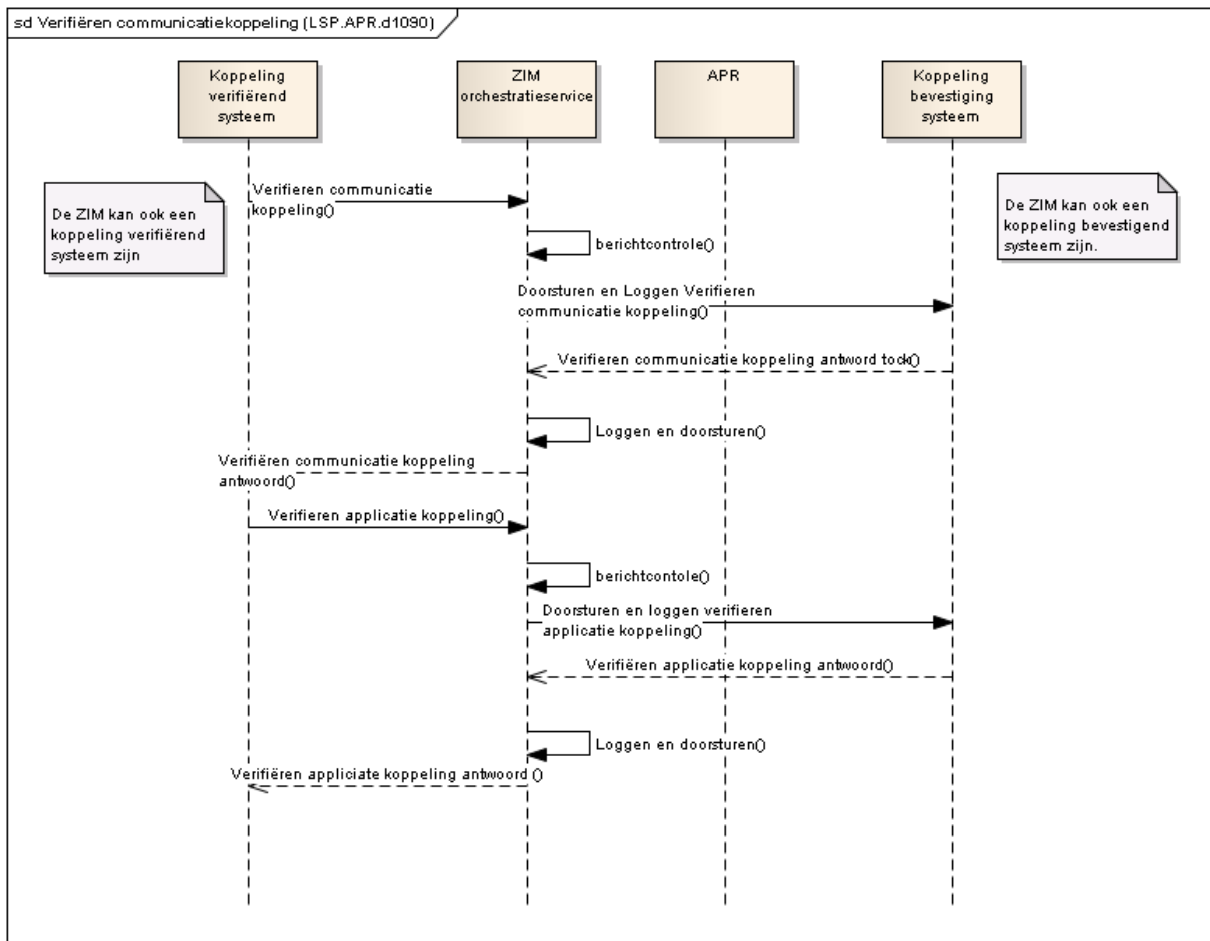 sd Verifiëren communicatiekoppeling (LSP.APR.d1090)
Koppeling
verifiërend
systeem
ZIM
orchestratieservice
APR
Koppeling
bevestiging
systeem
De ZIM kan ook een
koppeling verifiërend
systeem zijn
De ZIM kan ook een
koppeling bevestigend
systeem zijn.
Verifieren communicatie
koppeling()
berichtcontrole()
Doorsturen en Loggen Verifieren
communicatie koppeling()
Verifieren communicatie koppeling antword tock()
Loggen en doorsturen()
Verifiëren communicatie koppeling
antwoord()
Verifieren applicatie koppeling()
berichtcontole()
Doorsturen en loggen verifieren
applicatie koppeling()
Verifiëren applicatie koppeling antwoord()
Loggen en doorsturen()
Verifiëren appliciate koppeling antwoord ()